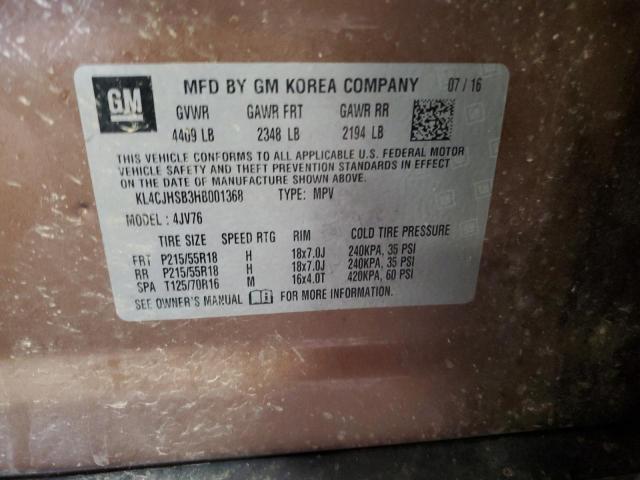 GM
MFD BY GM KOREA COMPANY 07/16
GVWR GAWR FRT GAWR RR
4409 LB 2348 LB 2194 LB
THIS VEHICLE CONFORMS TO ALL APPLICABLE U.S. FEDERAL MOTOR
VEHICLE SAFETY AND THEFT PREVENTION STANDARDS IN EFFECT
ON THE DATE OF MANUFACTURE SHOWN ABOVE.
KL4CJHSB3HB001368 TYPE: MPV
MODEL: 4JV76
TIRE SIZE SPEED RTG RIM COLD TIRE PRESSURE
FRT P215/55R18 H 18x7.0J 240KPA, 35 PSI
RR P215/55R18 H 18x7.0J 240KPA, 35 PSI
SPA T125/70R16 M 16x4.0T 420KPA, 60 PSI
SEE OWNER'S MANUAL FOR MORE INFORMATION.